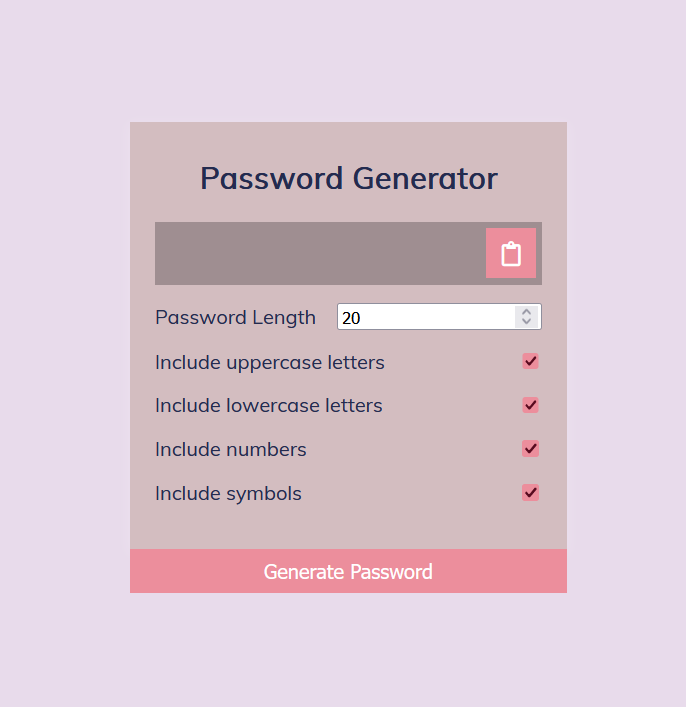 Password Generator
Password Length 20
Include uppercase letters
Include lowercase letters
Include numbers
Include symbols
Generate Password